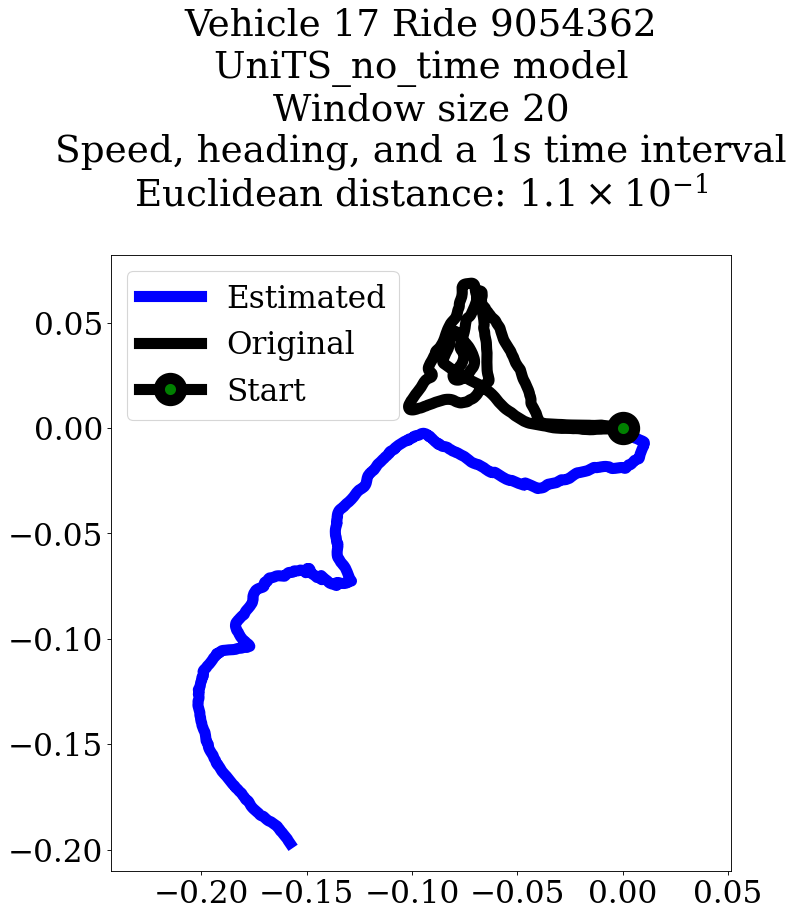 Vehicle 17 Ride 9054362
UniTS_no_time model
Window size 20
Speed, heading, and a 1s time interval
Euclidean distance: 1.1 × 10⁻¹
Estimated
Original
Start
0.05
0.00
−0.05
−0.10
−0.15
−0.20
−0.20 −0.15 −0.10 −0.05 0.00 0.05